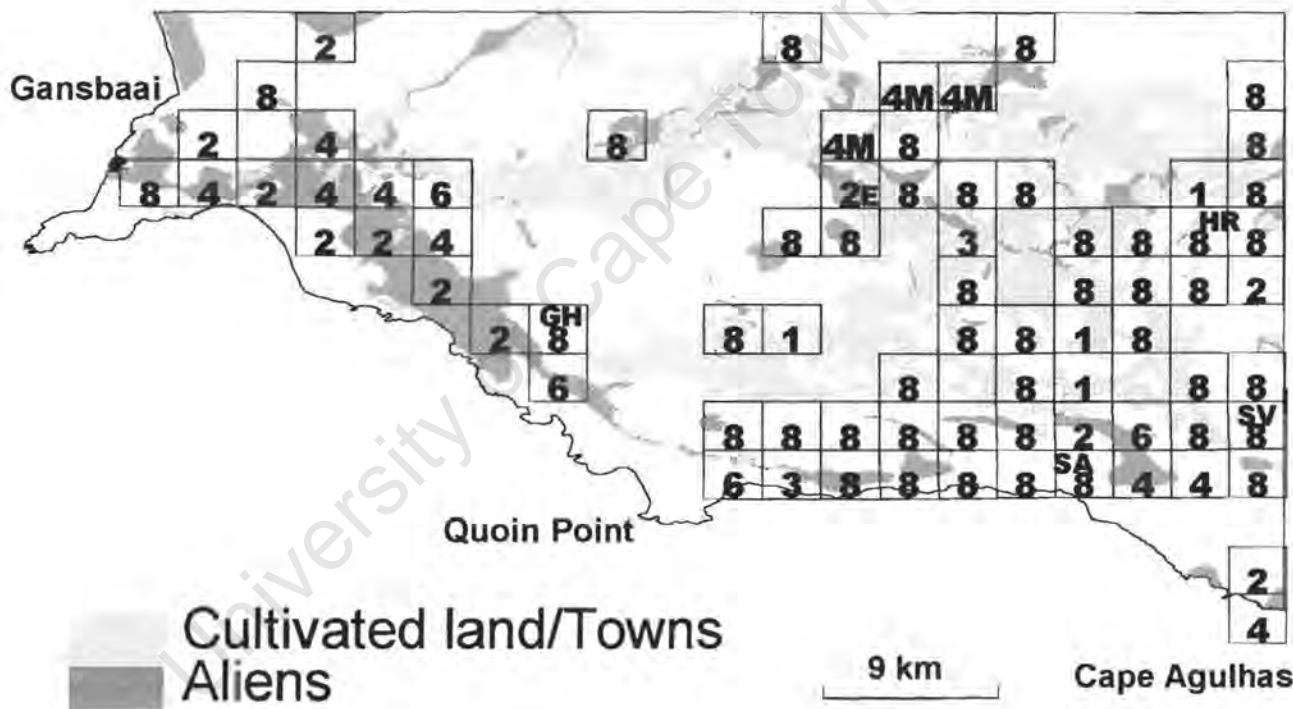 2 8 8
Gansbaai
8 4M 4M 8
2 4 8 4M 8 8
8 4 2 4 4 6 2E 8 8 8 1 8
HR
2 2 4 8 8 3 8 8 8 8
2 8 8 8 8 2
GH
2 8 8 1 8 8 1 8
6 8 8 1 8 8
SV
8 8 8 8 8 8 2 6 8 8
SA
6 3 8 8 8 8 8 4 4 8
Quoin Point
2
4
Cultivated land/Towns
Aliens
9 km
Cape Agulhas
University of Cape Town